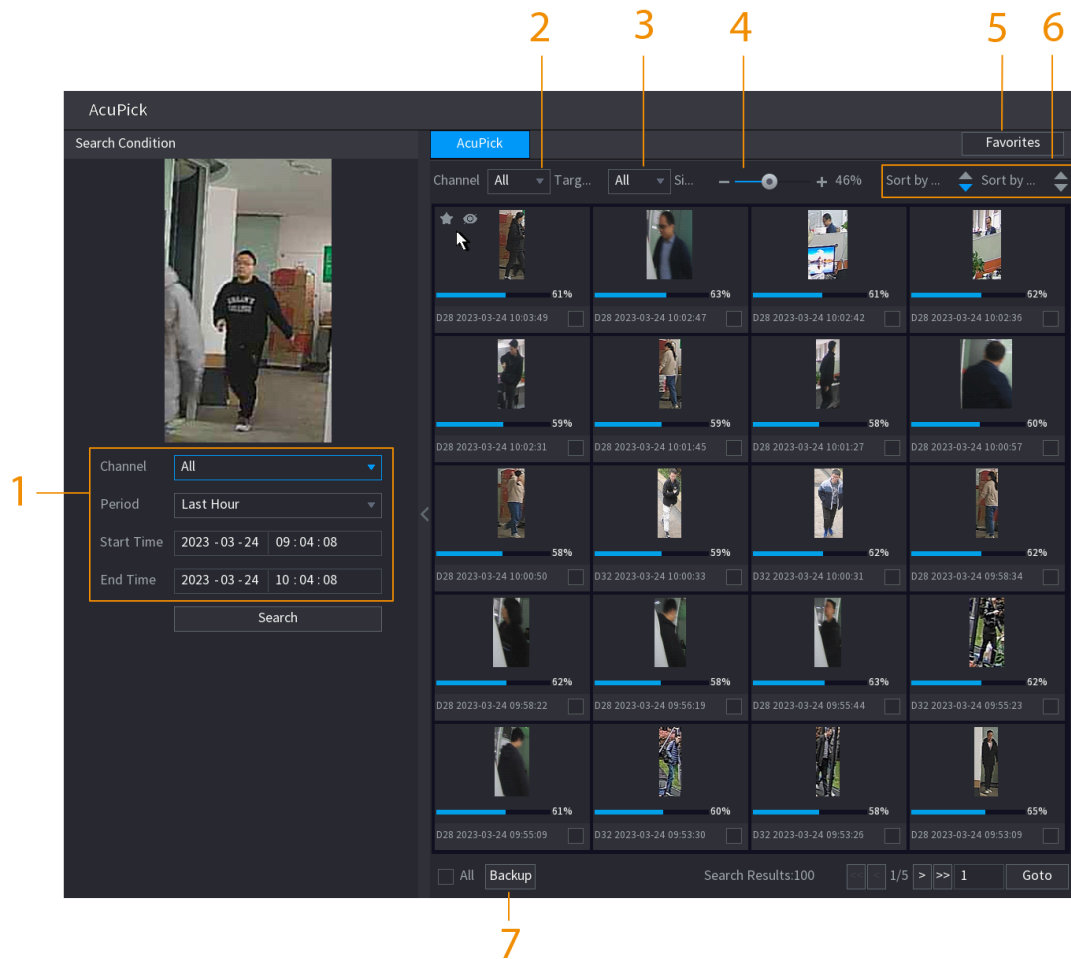 2 3 4 5 6
AcuPick
Search Condition
AcuPick
Favorites
Channel All Targ... All Si... 46% Sort by ... Sort by ...
61% 63% 61% 62%
D28 2023-03-24 10:03:49 D28 2023-03-24 10:02:47 D28 2023-03-24 10:02:42 D28 2023-03-24 10:02:36
59% 59% 58% 60%
D28 2023-03-24 10:02:31 D28 2023-03-24 10:01:45 D28 2023-03-24 10:01:27 D28 2023-03-24 10:00:57
1
Channel All
Period Last Hour
Start Time 2023 - 03 - 24 09 : 04 : 08
End Time 2023 - 03 - 24 10 : 04 : 08
Search
58% 59% 62% 62%
D28 2023-03-24 10:00:50 D32 2023-03-24 10:00:33 D32 2023-03-24 10:00:31 D28 2023-03-24 09:58:34
62% 58% 63% 62%
D28 2023-03-24 09:58:22 D28 2023-03-24 09:56:19 D28 2023-03-24 09:55:44 D32 2023-03-24 09:55:23
61% 60% 58% 65%
D28 2023-03-24 09:55:09 D32 2023-03-24 09:53:30 D32 2023-03-24 09:53:26 D28 2023-03-24 09:53:09
All Backup Search Results:100 << < 1/5 > >> 1 Goto
7